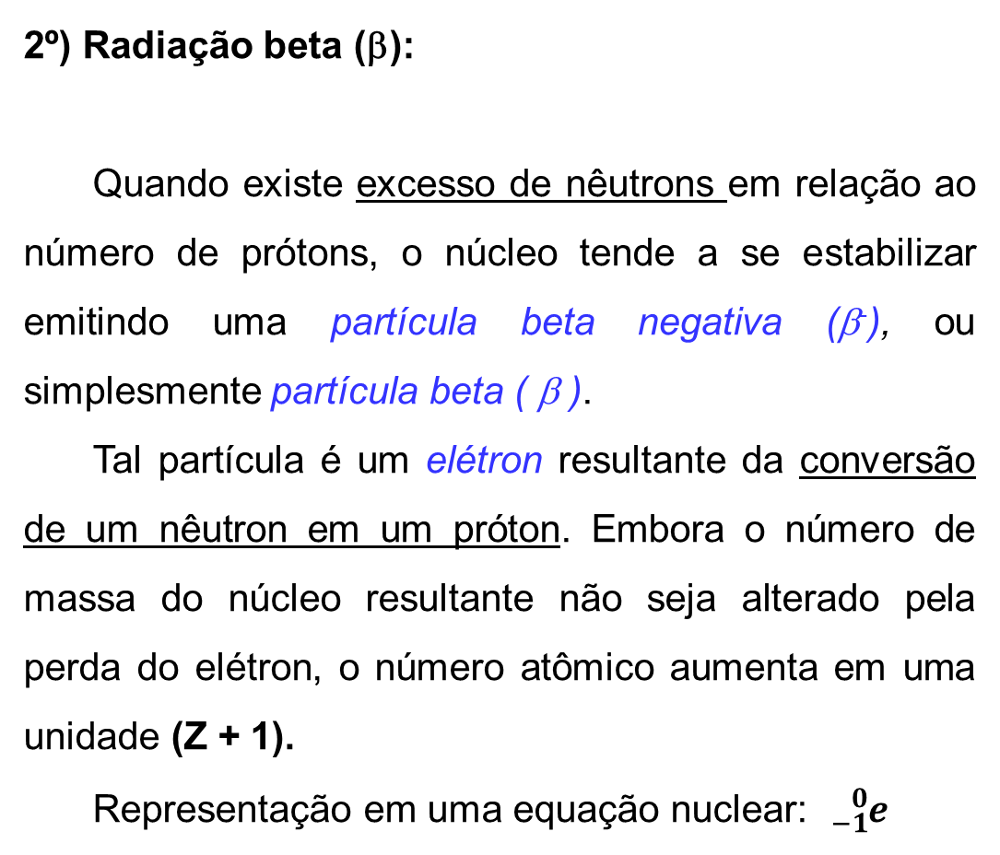 2º) Radiação beta (β):
Quando existe excesso de nêutrons em relação ao
número de prótons, o núcleo tende a se estabilizar
emitindo uma partícula beta negativa (β⁻), ou
simplesmente partícula beta ( β ).
Tal partícula é um elétron resultante da conversão
de um nêutron em um próton. Embora o número de
massa do núcleo resultante não seja alterado pela
perda do elétron, o número atômico aumenta em uma
unidade (Z + 1).
Representação em uma equação nuclear: ₋₁⁰e